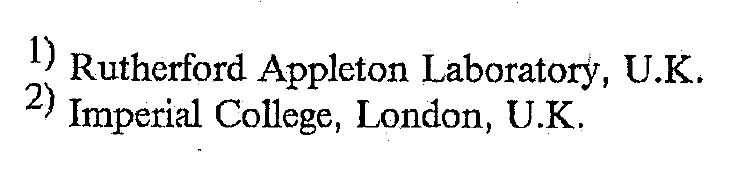 1) Rutherford Appleton Laboratory, U.K.
2) Imperial College, London, U.K.